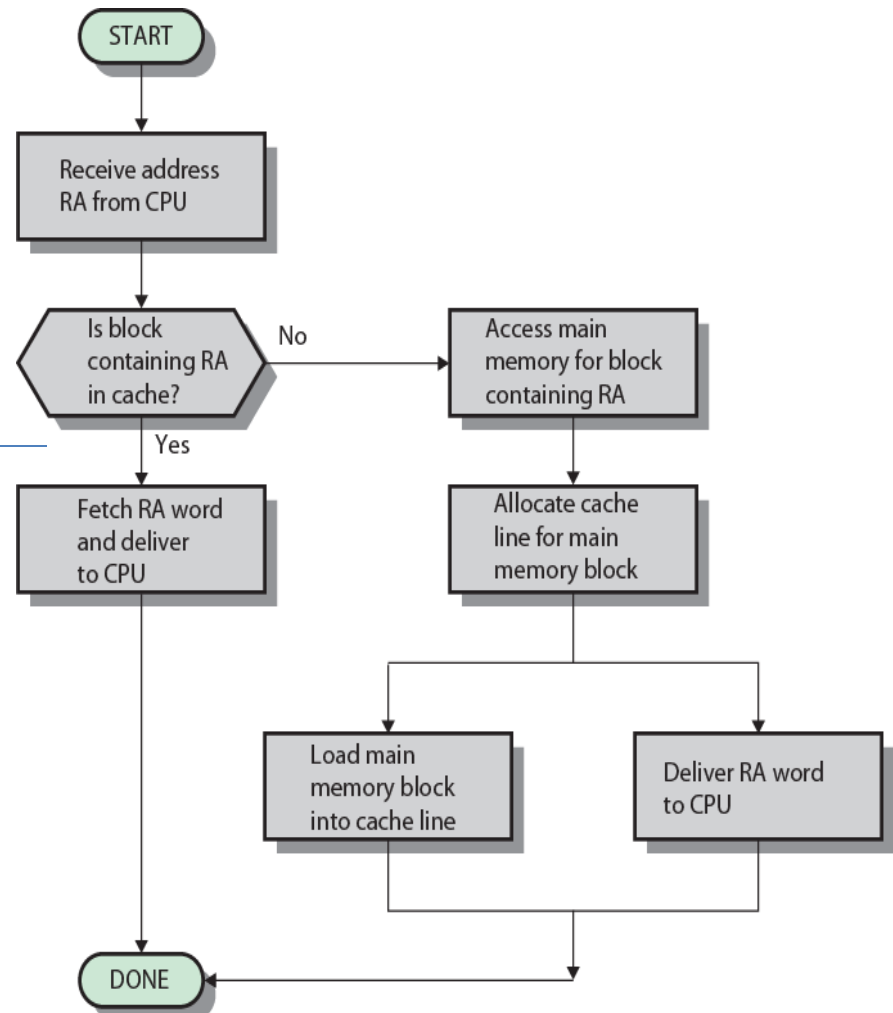 START
Receive address
RA from CPU
Is block
containing RA
in cache?
No
Access main
memory for block
containing RA
Yes
Fetch RA word
and deliver
to CPU
Allocate cache
line for main
memory block
Load main
memory block
into cache line
Deliver RA word
to CPU
DONE